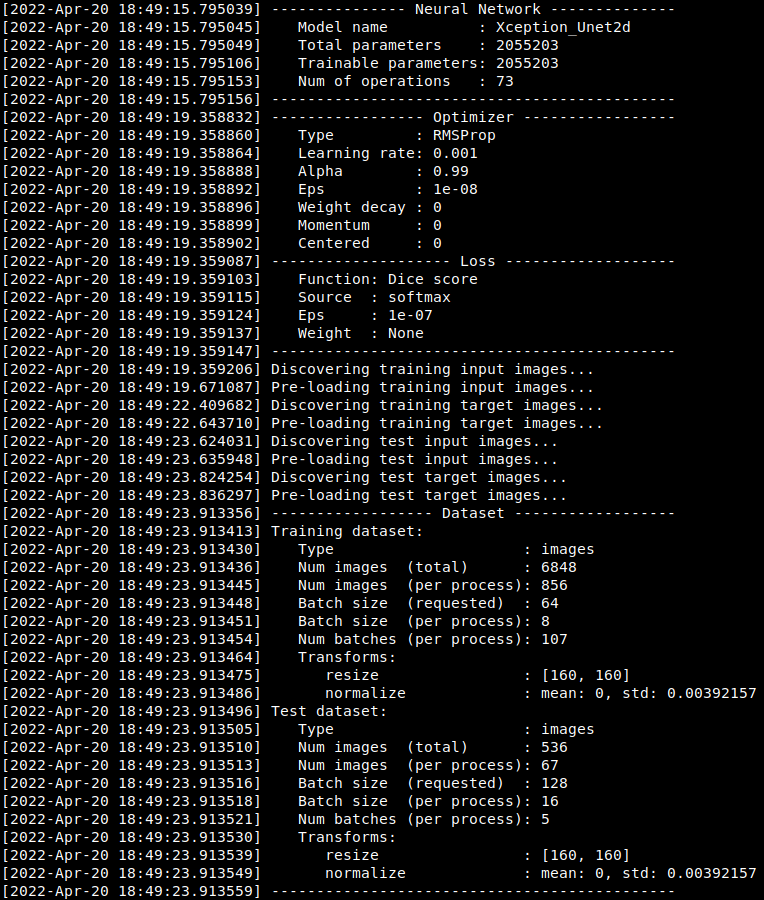 [2022-Apr-20 18:49:15.795039] --------------- Neural Network --------------
[2022-Apr-20 18:49:15.795045]    Model name          : Xception_Unet2d
[2022-Apr-20 18:49:15.795049]    Total parameters    : 2055203
[2022-Apr-20 18:49:15.795106]    Trainable parameters: 2055203
[2022-Apr-20 18:49:15.795153]    Num of operations   : 73
[2022-Apr-20 18:49:15.795156] ---------------------------------------------
[2022-Apr-20 18:49:19.358832] ----------------- Optimizer -----------------
[2022-Apr-20 18:49:19.358860]    Type         : RMSProp
[2022-Apr-20 18:49:19.358864]    Learning rate: 0.001
[2022-Apr-20 18:49:19.358888]    Alpha        : 0.99
[2022-Apr-20 18:49:19.358892]    Eps          : 1e-08
[2022-Apr-20 18:49:19.358896]    Weight decay : 0
[2022-Apr-20 18:49:19.358899]    Momentum     : 0
[2022-Apr-20 18:49:19.358902]    Centered     : 0
[2022-Apr-20 18:49:19.359087] -------------------- Loss -------------------
[2022-Apr-20 18:49:19.359103]    Function: Dice score
[2022-Apr-20 18:49:19.359115]    Source  : softmax
[2022-Apr-20 18:49:19.359124]    Eps     : 1e-07
[2022-Apr-20 18:49:19.359137]    Weight  : None
[2022-Apr-20 18:49:19.359147] ---------------------------------------------
[2022-Apr-20 18:49:19.359206] Discovering training input images...
[2022-Apr-20 18:49:19.671087] Pre-loading training input images...
[2022-Apr-20 18:49:22.409682] Discovering training target images...
[2022-Apr-20 18:49:22.643710] Pre-loading training target images...
[2022-Apr-20 18:49:23.624031] Discovering test input images...
[2022-Apr-20 18:49:23.635948] Pre-loading test input images...
[2022-Apr-20 18:49:23.824254] Discovering test target images...
[2022-Apr-20 18:49:23.836297] Pre-loading test target images...
[2022-Apr-20 18:49:23.913356] ------------------ Dataset ------------------
[2022-Apr-20 18:49:23.913413] Training dataset:
[2022-Apr-20 18:49:23.913430]    Type                     : images
[2022-Apr-20 18:49:23.913436]    Num images  (total)      : 6848
[2022-Apr-20 18:49:23.913445]    Num images  (per process): 856
[2022-Apr-20 18:49:23.913448]    Batch size  (requested)  : 64
[2022-Apr-20 18:49:23.913451]    Batch size  (per process): 8
[2022-Apr-20 18:49:23.913454]    Num batches (per process): 107
[2022-Apr-20 18:49:23.913464]    Transforms:
[2022-Apr-20 18:49:23.913475]       resize                : [160, 160]
[2022-Apr-20 18:49:23.913486]       normalize             : mean: 0, std: 0.00392157
[2022-Apr-20 18:49:23.913496] Test dataset:
[2022-Apr-20 18:49:23.913505]    Type                     : images
[2022-Apr-20 18:49:23.913510]    Num images  (total)      : 536
[2022-Apr-20 18:49:23.913513]    Num images  (per process): 67
[2022-Apr-20 18:49:23.913516]    Batch size  (requested)  : 128
[2022-Apr-20 18:49:23.913518]    Batch size  (per process): 16
[2022-Apr-20 18:49:23.913521]    Num batches (per process): 5
[2022-Apr-20 18:49:23.913530]    Transforms:
[2022-Apr-20 18:49:23.913539]       resize                : [160, 160]
[2022-Apr-20 18:49:23.913549]       normalize             : mean: 0, std: 0.00392157
[2022-Apr-20 18:49:23.913559] ---------------------------------------------